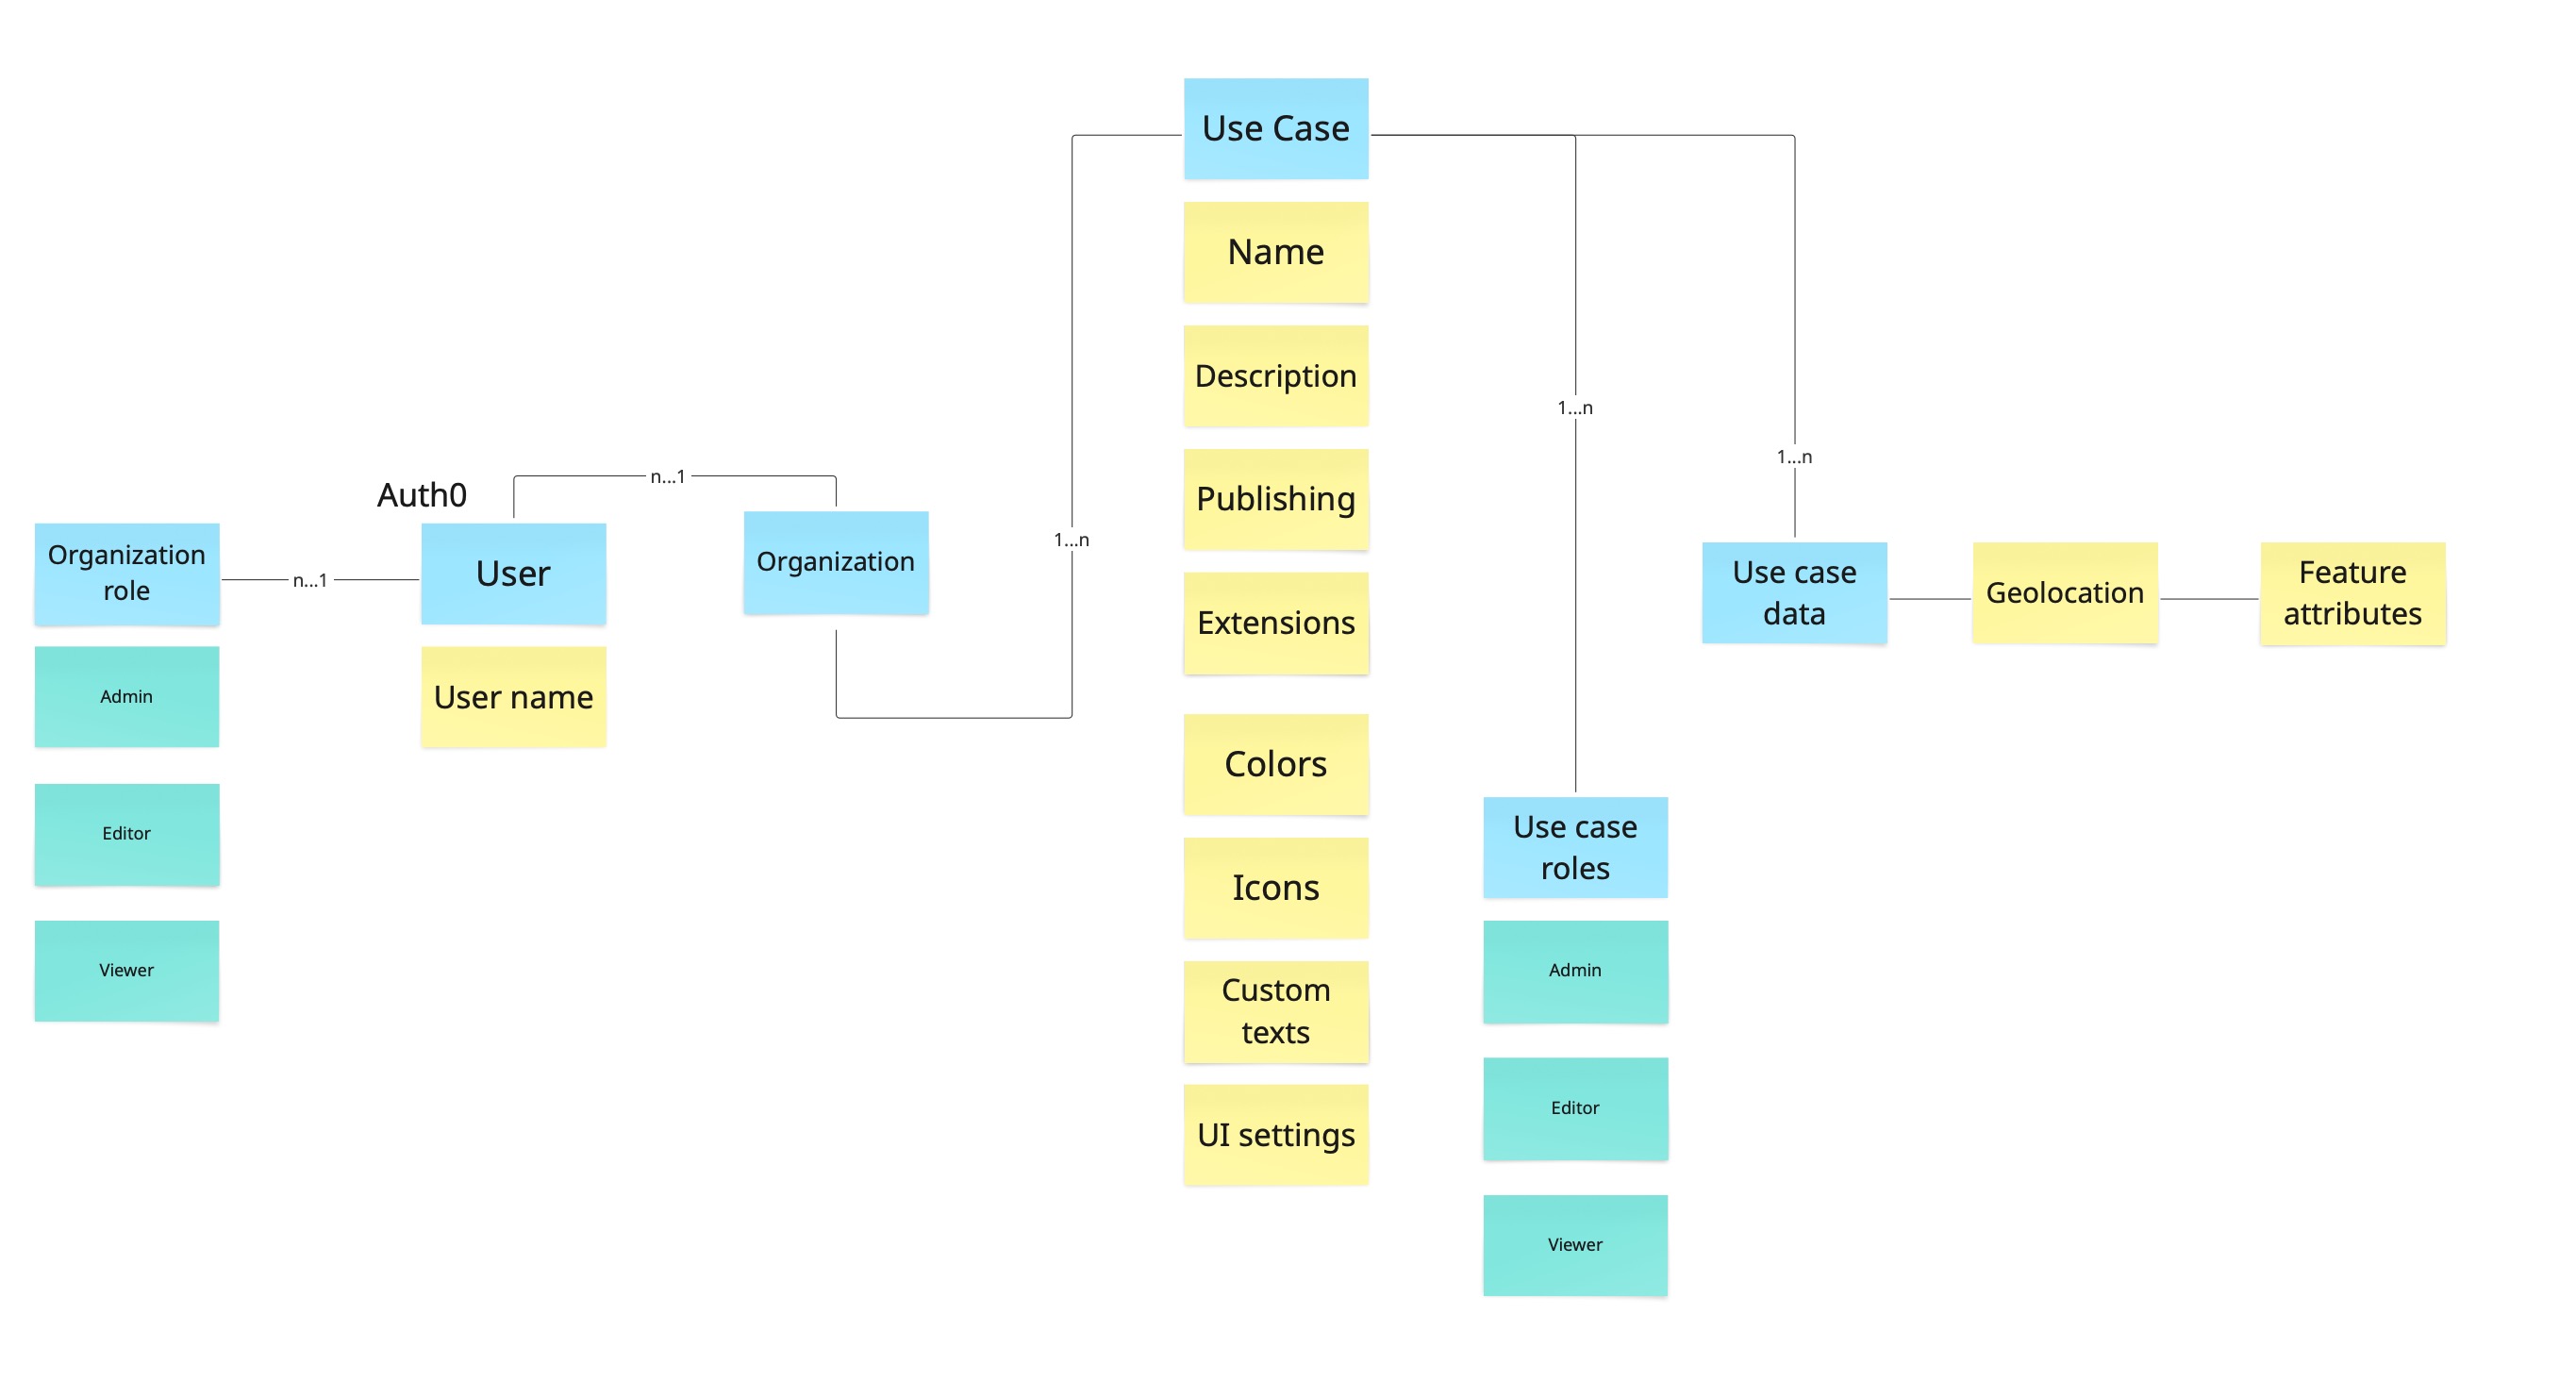 Use Case
Name
Description
Publishing
Extensions
Colors
Icons
Custom
texts
UI settings
Auth0
Organization
role
n...1
User
n...1
Organization
1...n
Admin
User name
Editor
Viewer
1...n
1...n
Use case
roles
Admin
Editor
Viewer
Use case
data
Geolocation
Feature
attributes